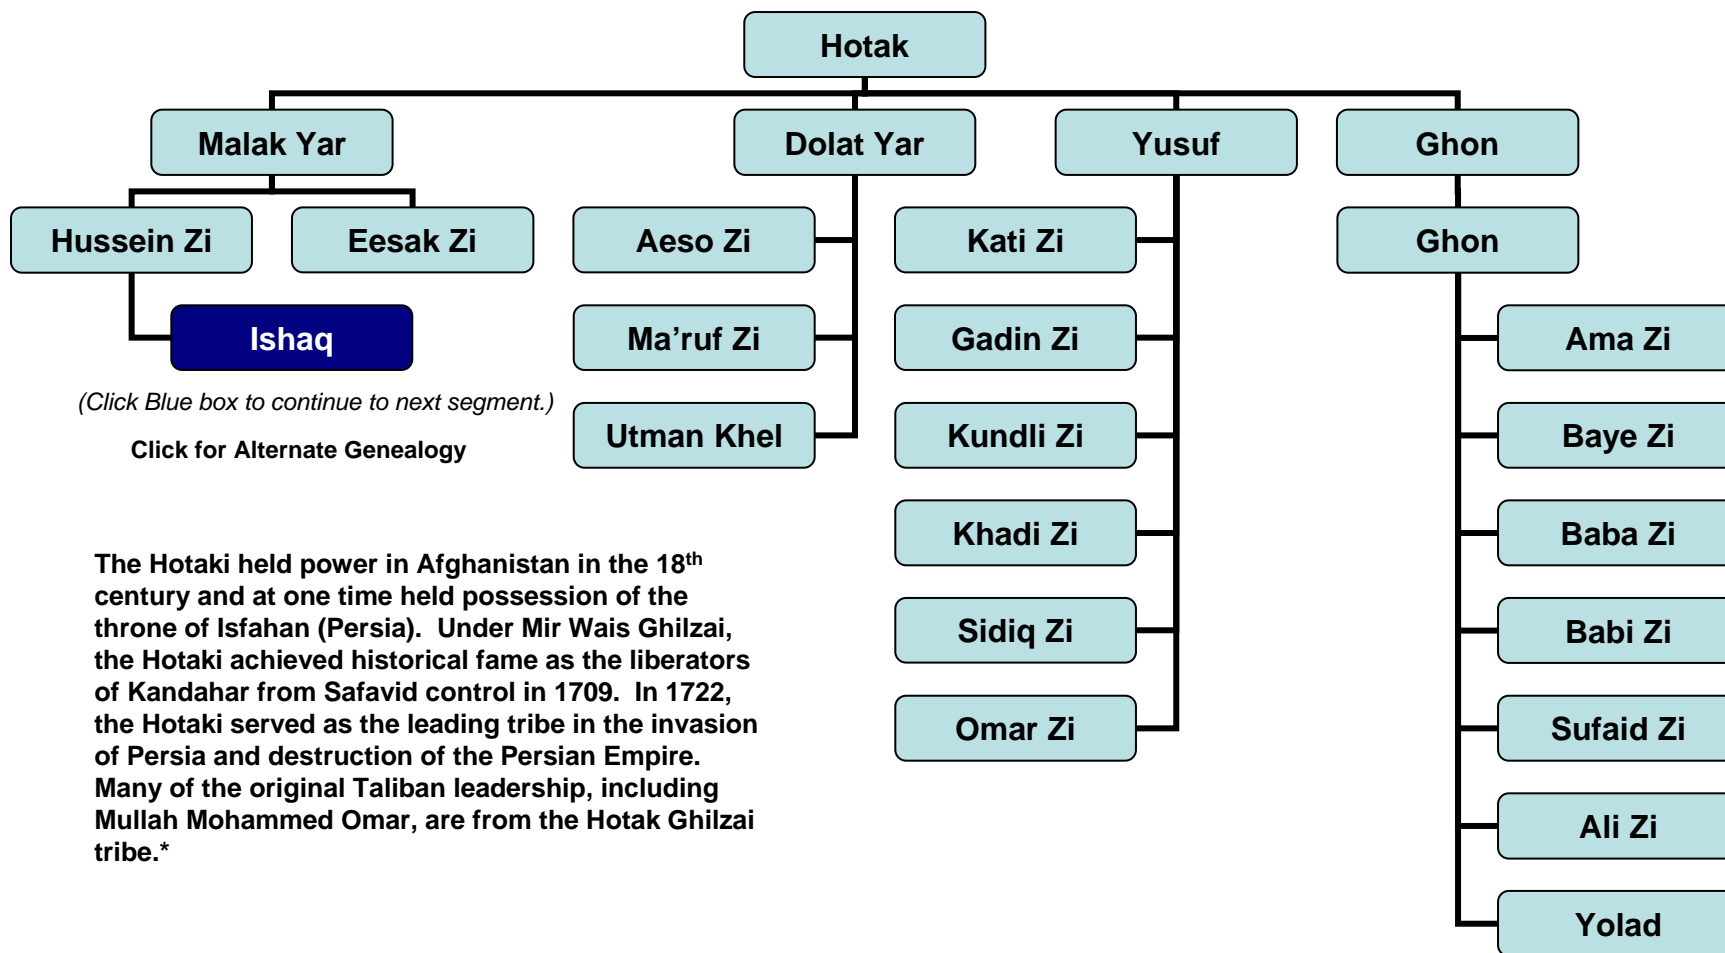 Hotak
Malak Yar
Dolat Yar
Yusuf
Ghon
Hussein Zi
Eesak Zi
Aeso Zi
Kati Zi
Ghon
Ishaq
Ma’ruf Zi
Gadin Zi
Ama Zi
(Click Blue box to continue to next segment.)
Click for Alternate Genealogy
Utman Khel
Kundli Zi
Baye Zi
Khadi Zi
Baba Zi
Sidiq Zi
Babi Zi
Omar Zi
Sufaid Zi
Ali Zi
Yolad
The Hotaki held power in Afghanistan in the 18th
century and at one time held possession of the
throne of Isfahan (Persia).  Under Mir Wais Ghilzai,
the Hotaki achieved historical fame as the liberators
of Kandahar from Safavid control in 1709.  In 1722,
the Hotaki served as the leading tribe in the invasion
of Persia and destruction of the Persian Empire.
Many of the original Taliban leadership, including
Mullah Mohammed Omar, are from the Hotak Ghilzai
tribe.*